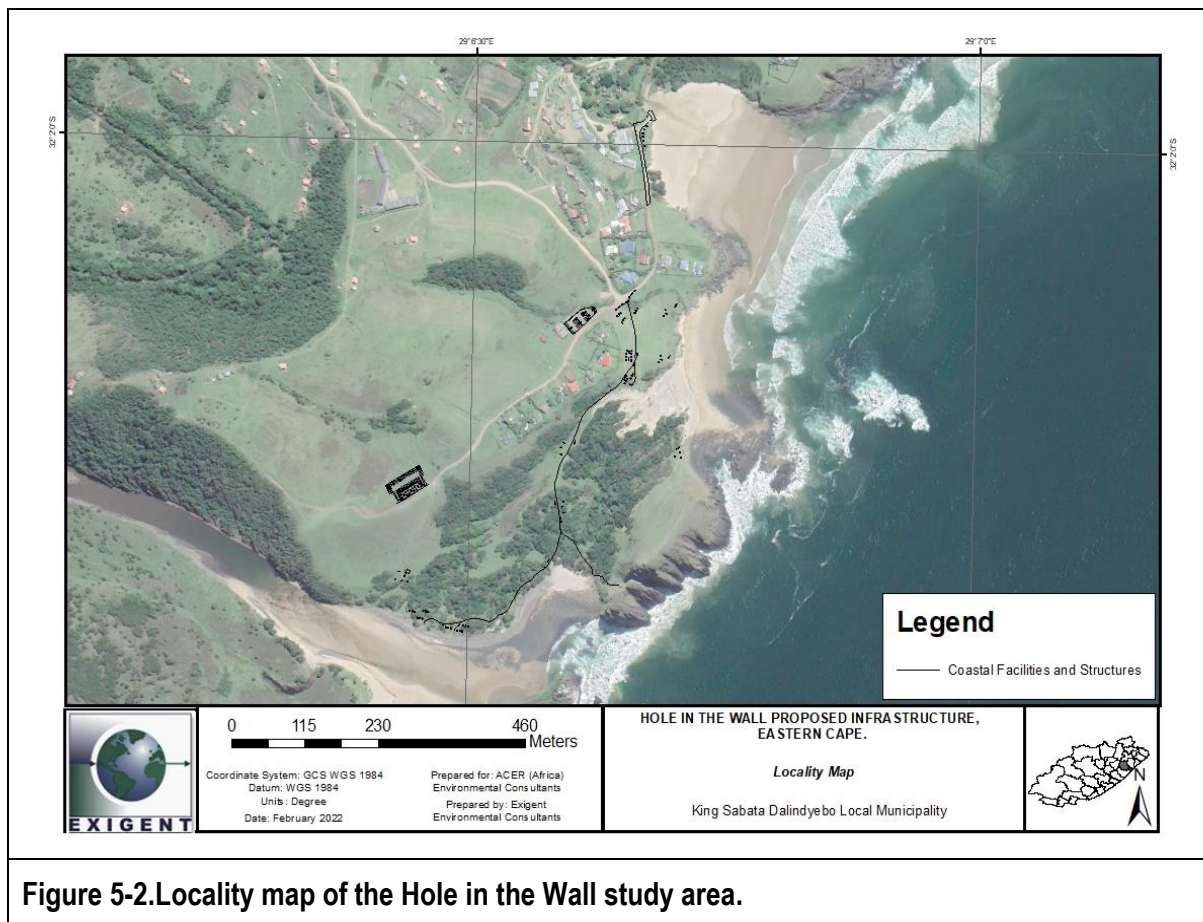 29°6'30"E
29°7'0"E
32°2'0"S
32°2'0"S
Legend
Coastal Facilities and Structures
EXIGENT
0 115 230 460
Meters
Coordinate System: GCS WGS 1984
Datum: WGS 1984
Units: Degree
Date: February 2022
Prepared for: ACER (Africa)
Environmental Consultants
Prepared by: Exigent
Environmental Consultants
HOLE IN THE WALL PROPOSED INFRASTRUCTURE,
EASTERN CAPE.
Locality Map
King Sabata Dalindyebo Local Municipality
N
Figure 5-2.Locality map of the Hole in the Wall study area.